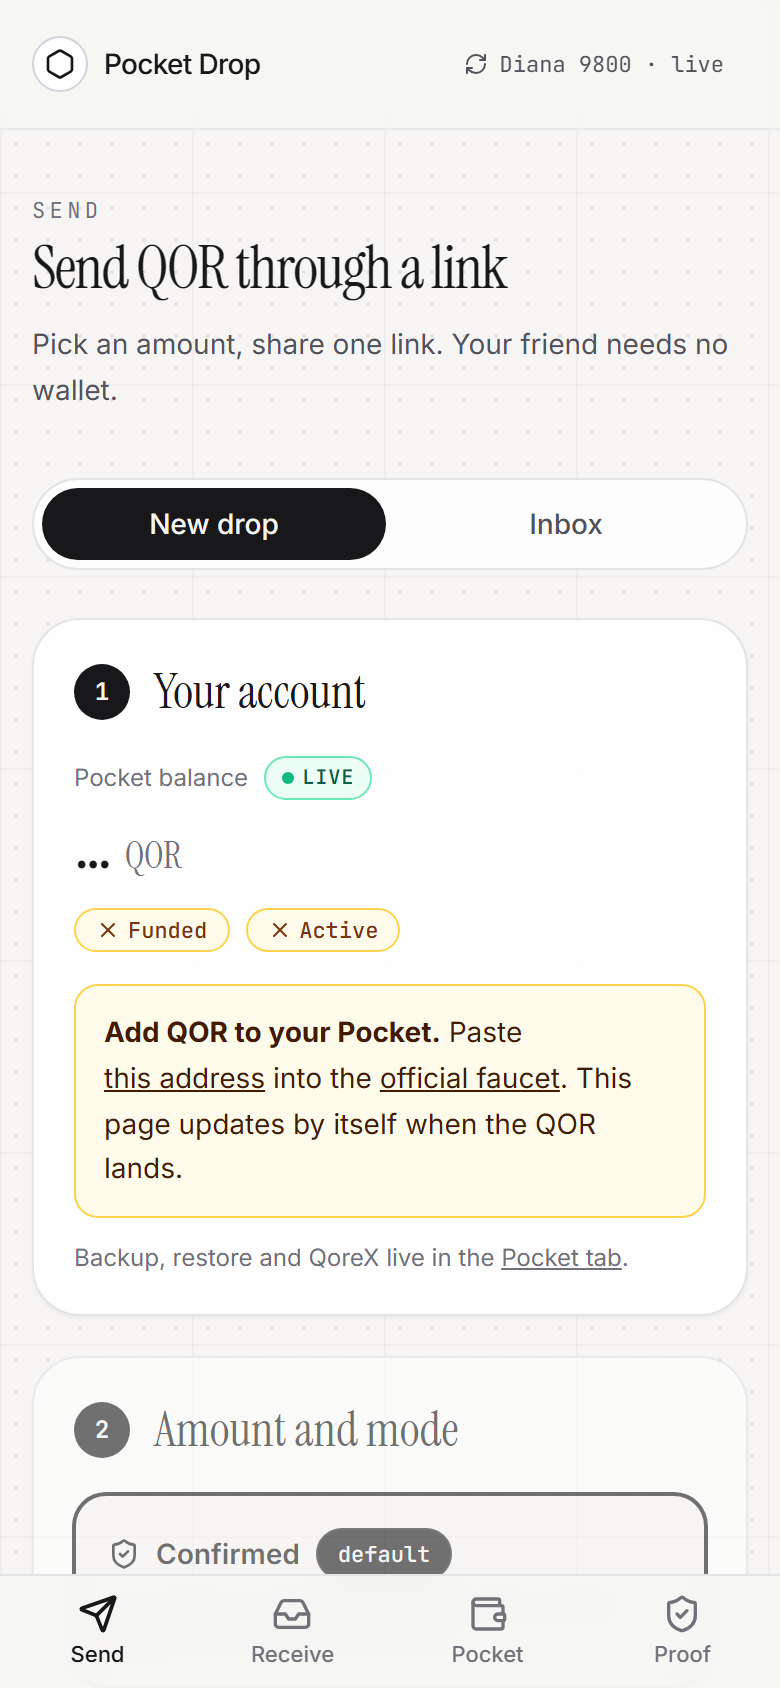 Pocket Drop
Diana 9800 · live
SEND
Send QOR through a link
Pick an amount, share one link. Your friend needs no
wallet.
New drop
Inbox
1
Your account
Pocket balance
LIVE
... QOR
Funded
Active
Add QOR to your Pocket. Paste
this address into the official faucet. This
page updates by itself when the QOR
lands.
Backup, restore and QoreX live in the Pocket tab.
2
Amount and mode
Confirmed
default
Send
Receive
Pocket
Proof